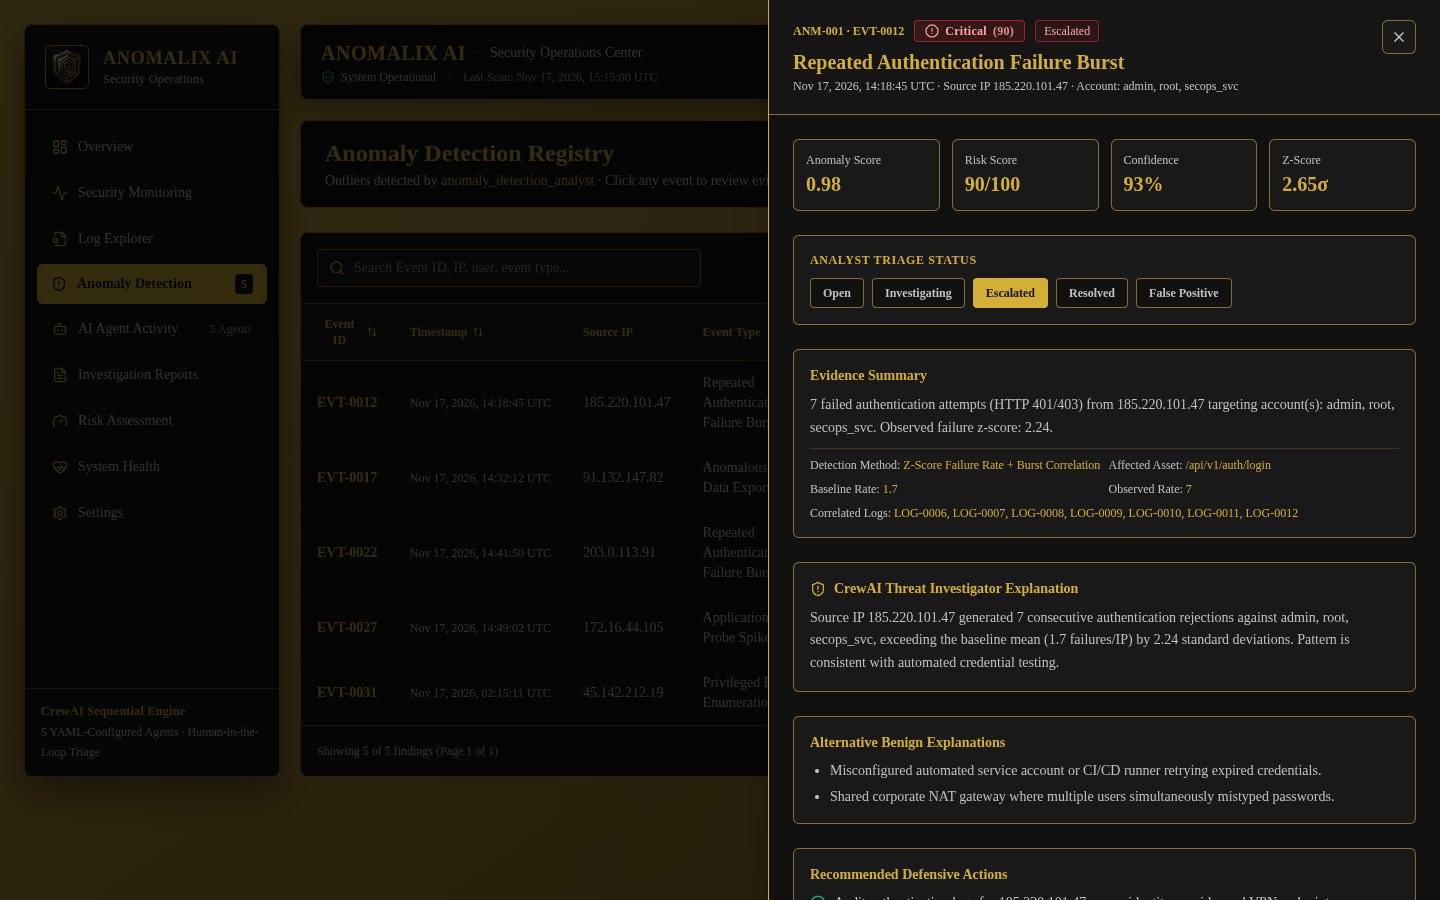 ANOMALIX AI
Security Operations
Overview
Security Monitoring
Log Explorer
Anomaly Detection 5
AI Agent Activity 5 Agents
Investigation Reports
Risk Assessment
System Health
Settings
CrewAI Sequential Engine
5 YAML-Configured Agents · Human-in-the-
Loop Triage
ANOMALIX AI · Security Operations Center
System Operational · Last Scan: Nov 17, 2026, 15:15:00 UTC
Anomaly Detection Registry
Outliers detected by anomaly_detection_analyst · Click any event to review evi
Search Event ID, IP, user, event type...
Event
ID
Timestamp
Source IP
Event Type
EVT-0012 Nov 17, 2026, 14:18:45 UTC 185.220.101.47
Repeated
Authenticat
Failure Bur
EVT-0017 Nov 17, 2026, 14:32:12 UTC 91.132.147.82
Anomalous
Data Expor
EVT-0022 Nov 17, 2026, 14:41:50 UTC 203.0.113.91
Repeated
Authenticat
Failure Bur
EVT-0027 Nov 17, 2026, 14:49:02 UTC 172.16.44.105
Application
Probe Spike
EVT-0031 Nov 17, 2026, 02:15:11 UTC 45.142.212.19
Privileged
Enumeratio
Showing 5 of 5 findings (Page 1 of 1)
ANM-001 · EVT-0012 Critical (90) Escalated
Repeated Authentication Failure Burst
Nov 17, 2026, 14:18:45 UTC · Source IP 185.220.101.47 · Account: admin, root, secops_svc
Anomaly Score
0.98
Risk Score
90/100
Confidence
93%
Z-Score
2.65σ
ANALYST TRIAGE STATUS
Open Investigating Escalated Resolved False Positive
Evidence Summary
7 failed authentication attempts (HTTP 401/403) from 185.220.101.47 targeting account(s): admin, root,
secops_svc. Observed failure z-score: 2.24.
Detection Method: Z-Score Failure Rate + Burst Correlation Affected Asset: /api/v1/auth/login
Baseline Rate: 1.7 Observed Rate: 7
Correlated Logs: LOG-0006, LOG-0007, LOG-0008, LOG-0009, LOG-0010, LOG-0011, LOG-0012
CrewAI Threat Investigator Explanation
Source IP 185.220.101.47 generated 7 consecutive authentication rejections against admin, root,
secops_svc, exceeding the baseline mean (1.7 failures/IP) by 2.24 standard deviations. Pattern is
consistent with automated credential testing.
Alternative Benign Explanations
• Misconfigured automated service account or CI/CD runner retrying expired credentials.
• Shared corporate NAT gateway where multiple users simultaneously mistyped passwords.
Recommended Defensive Actions